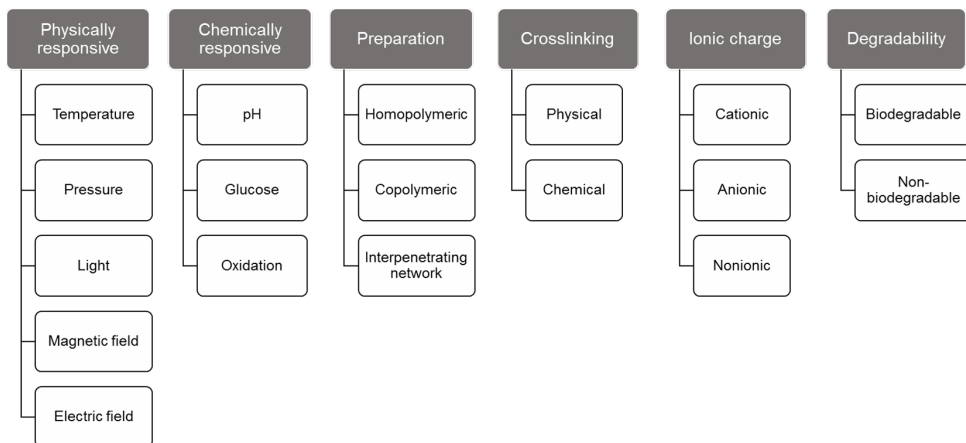 Physically
responsive
Temperature
Pressure
Light
Magnetic field
Electric field
Chemically
responsive
pH
Glucose
Oxidation
Preparation
Homopolymeric
Copolymeric
Interpenetrating
network
Crosslinking
Physical
Chemical
Ionic charge
Cationic
Anionic
Nonionic
Degradability
Biodegradable
Non-
biodegradable